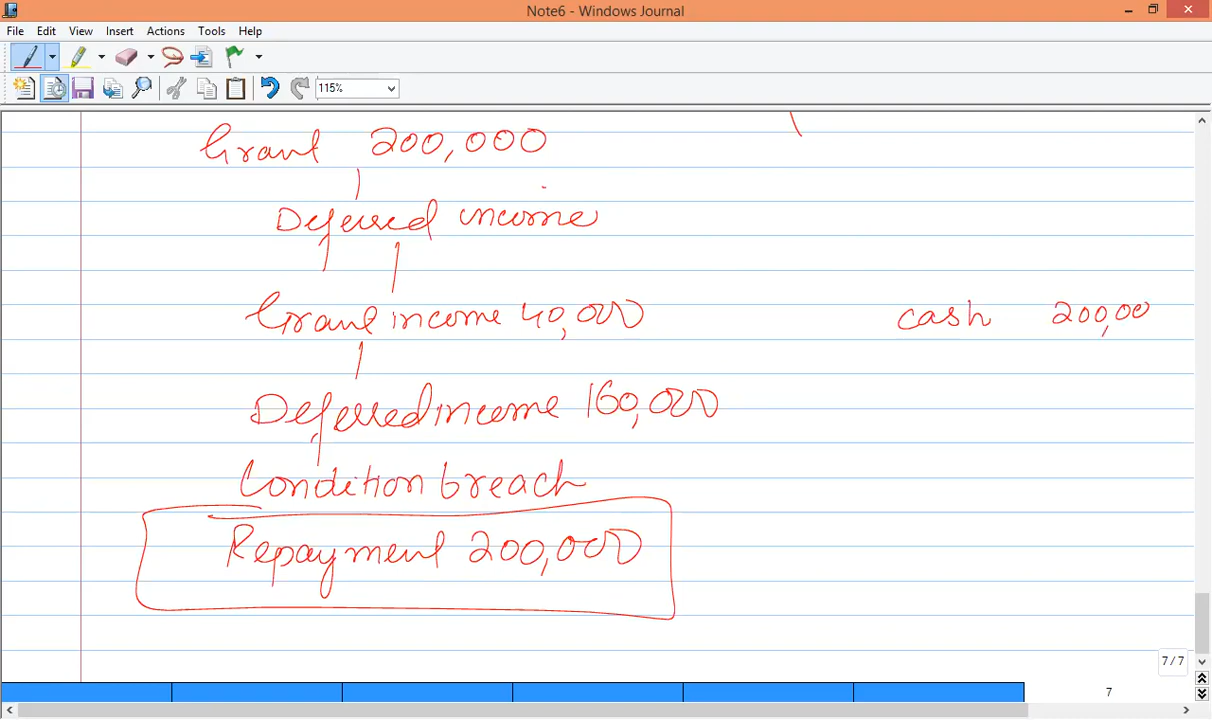 Note6 - Windows Journal
File Edit View Insert Actions Tools Help
115%
Grant 200,000
Deferred income
Grant income 40,000
cash 200,00
Deferred income 160,000
Condition breach
Repayment 200,000
7 / 7
7